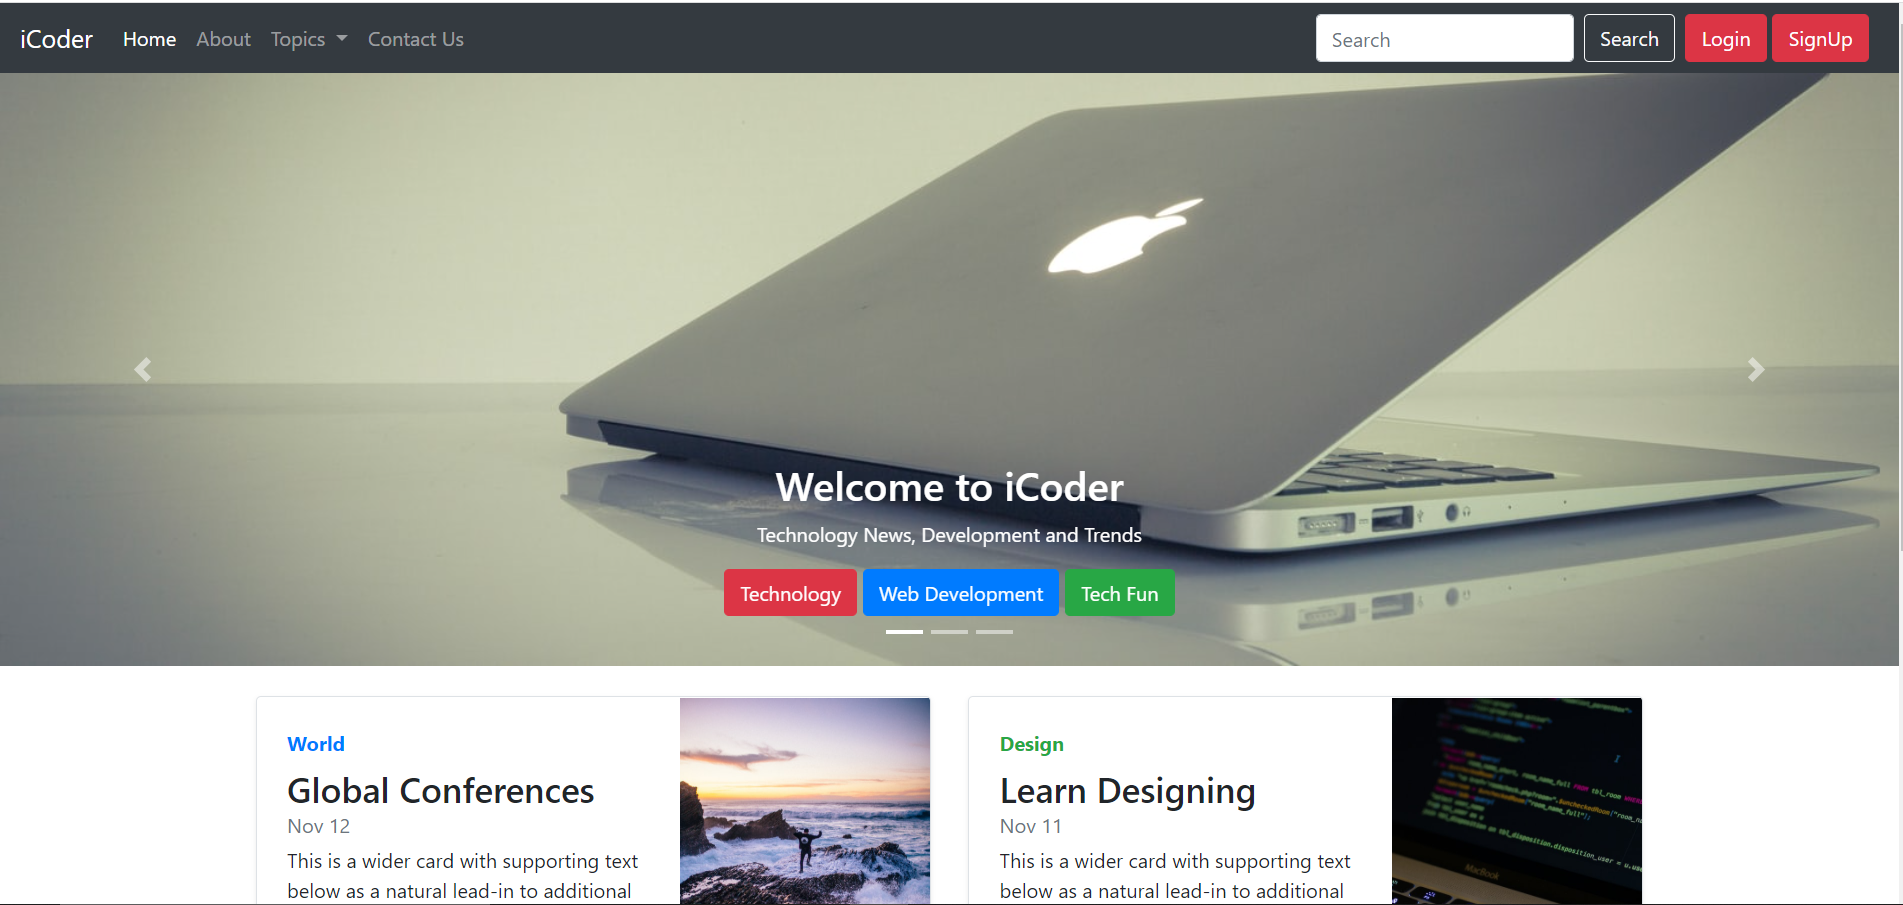 iCoder Home About Topics Contact Us Search Search Login SignUp
Welcome to iCoder
Technology News, Development and Trends
Technology Web Development Tech Fun
World
Global Conferences
Nov 12
This is a wider card with supporting text
below as a natural lead-in to additional
Design
Learn Designing
Nov 11
This is a wider card with supporting text
below as a natural lead-in to additional
MacBook